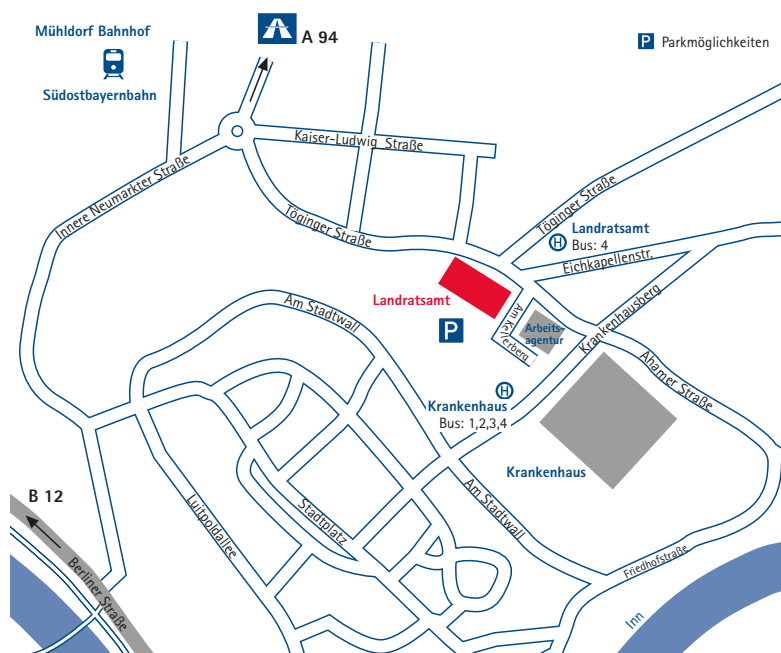 Mühldorf Bahnhof
Südostbayernbahn
A 94
P Parkmöglichkeiten
Kaiser-Ludwig Straße
Innere Neumarkter Straße
Töginger Straße
Töginger Straße
H Landratsamt
Bus: 4
Eichkapellenstr.
Landratsamt
P
Am Stadtwall
Am Kellerberg
Arbeits-
agentur
Krankenhausberg
Ahamer Straße
H
Krankenhaus
Bus: 1,2,3,4
Krankenhaus
B 12
Luitpoldallee
Stadtplatz
Am Stadtwall
Berliner Straße
Friedhofstraße
Inn